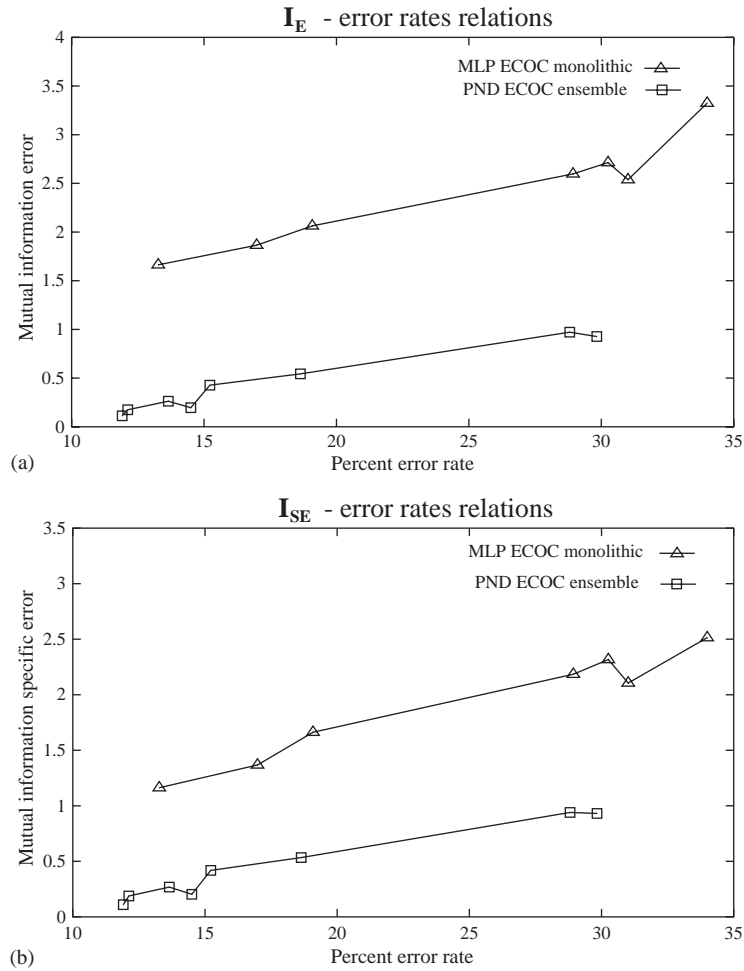 I_E - error rates relations
4
3.5
3
2.5
2
1.5
1
0.5
0
Mutual information error
MLP ECOC monolithic
PND ECOC ensemble
10 15 20 25 30 35
Percent error rate
(a)
I_SE - error rates relations
3.5
3
2.5
2
1.5
1
0.5
0
Mutual information specific error
MLP ECOC monolithic
PND ECOC ensemble
10 15 20 25 30 35
Percent error rate
(b)